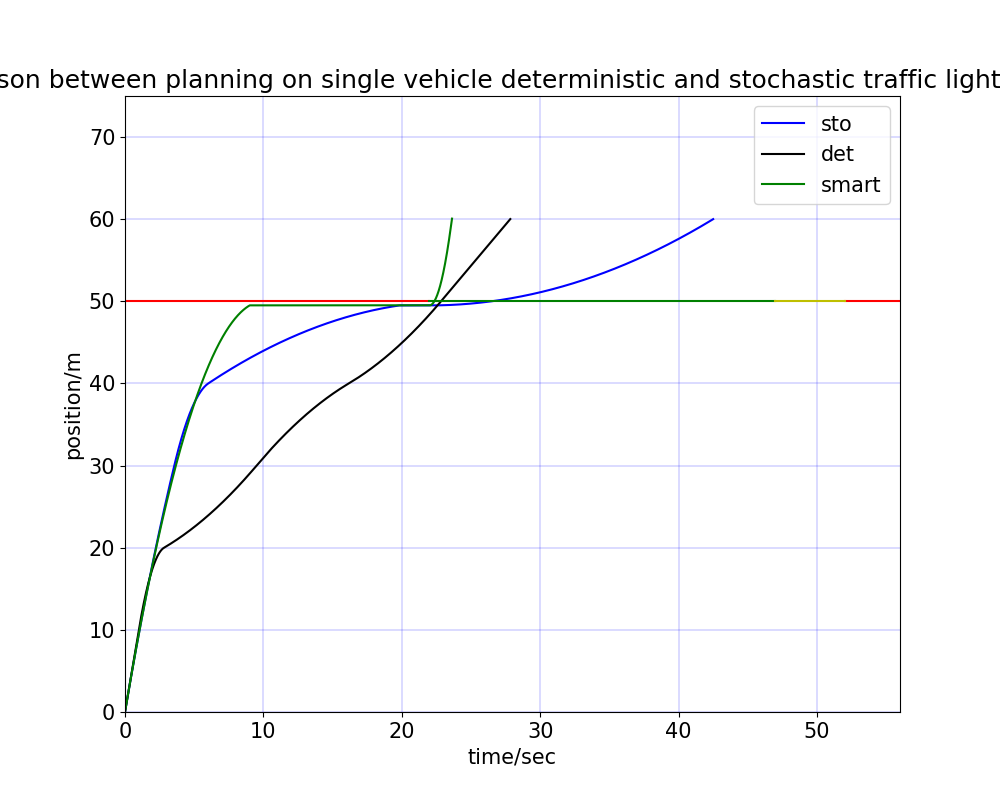 son between planning on single vehicle deterministic and stochastic traffic light
70
60
50
40
30
20
10
0
position/m
sto
det
smart
0 10 20 30 40 50
time/sec